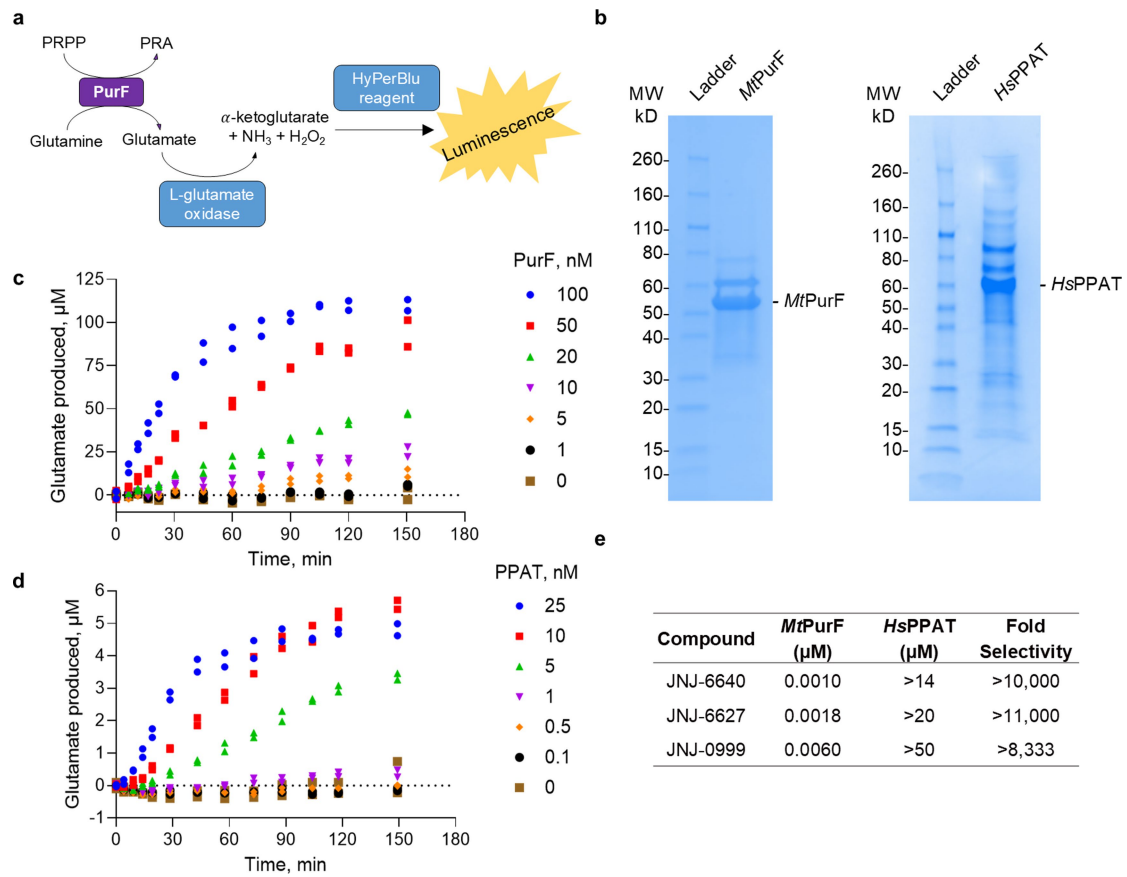 a
PRPP
PRA
PurF
Glutamine
Glutamate
L-glutamate
oxidase
α-ketoglutarate
+ NH₃ + H₂O₂
HyPerBlu
reagent
Luminescence
b
MW
kD
Ladder
MtPurF
260
160
110
80
60
50
40
30
20
15
10
MtPurF
MW
kD
Ladder
HsPPAT
260
160
110
80
60
50
40
30
20
15
10
HsPPAT
c
Glutamate produced, µM
125
100
75
50
25
0
0 30 60 90 120 150 180
Time, min
PurF, nM
100
50
20
10
5
1
0
d
Glutamate produced, µM
6
5
4
3
2
1
0
-1
0 30 60 90 120 150 180
Time, min
PPAT, nM
25
10
5
1
0.5
0.1
0
e
Compound MtPurF (µM) HsPPAT (µM) Fold Selectivity
JNJ-6640 0.0010 >14 >10,000
JNJ-6627 0.0018 >20 >11,000
JNJ-0999 0.0060 >50 >8,333